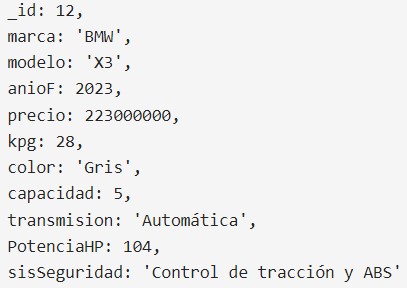 _id: 12,
marca: 'BMW',
modelo: 'X3',
anioF: 2023,
precio: 223000000,
kpg: 28,
color: 'Gris',
capacidad: 5,
transmision: 'Automática',
PotenciaHP: 104,
sisSeguridad: 'Control de tracción y ABS'